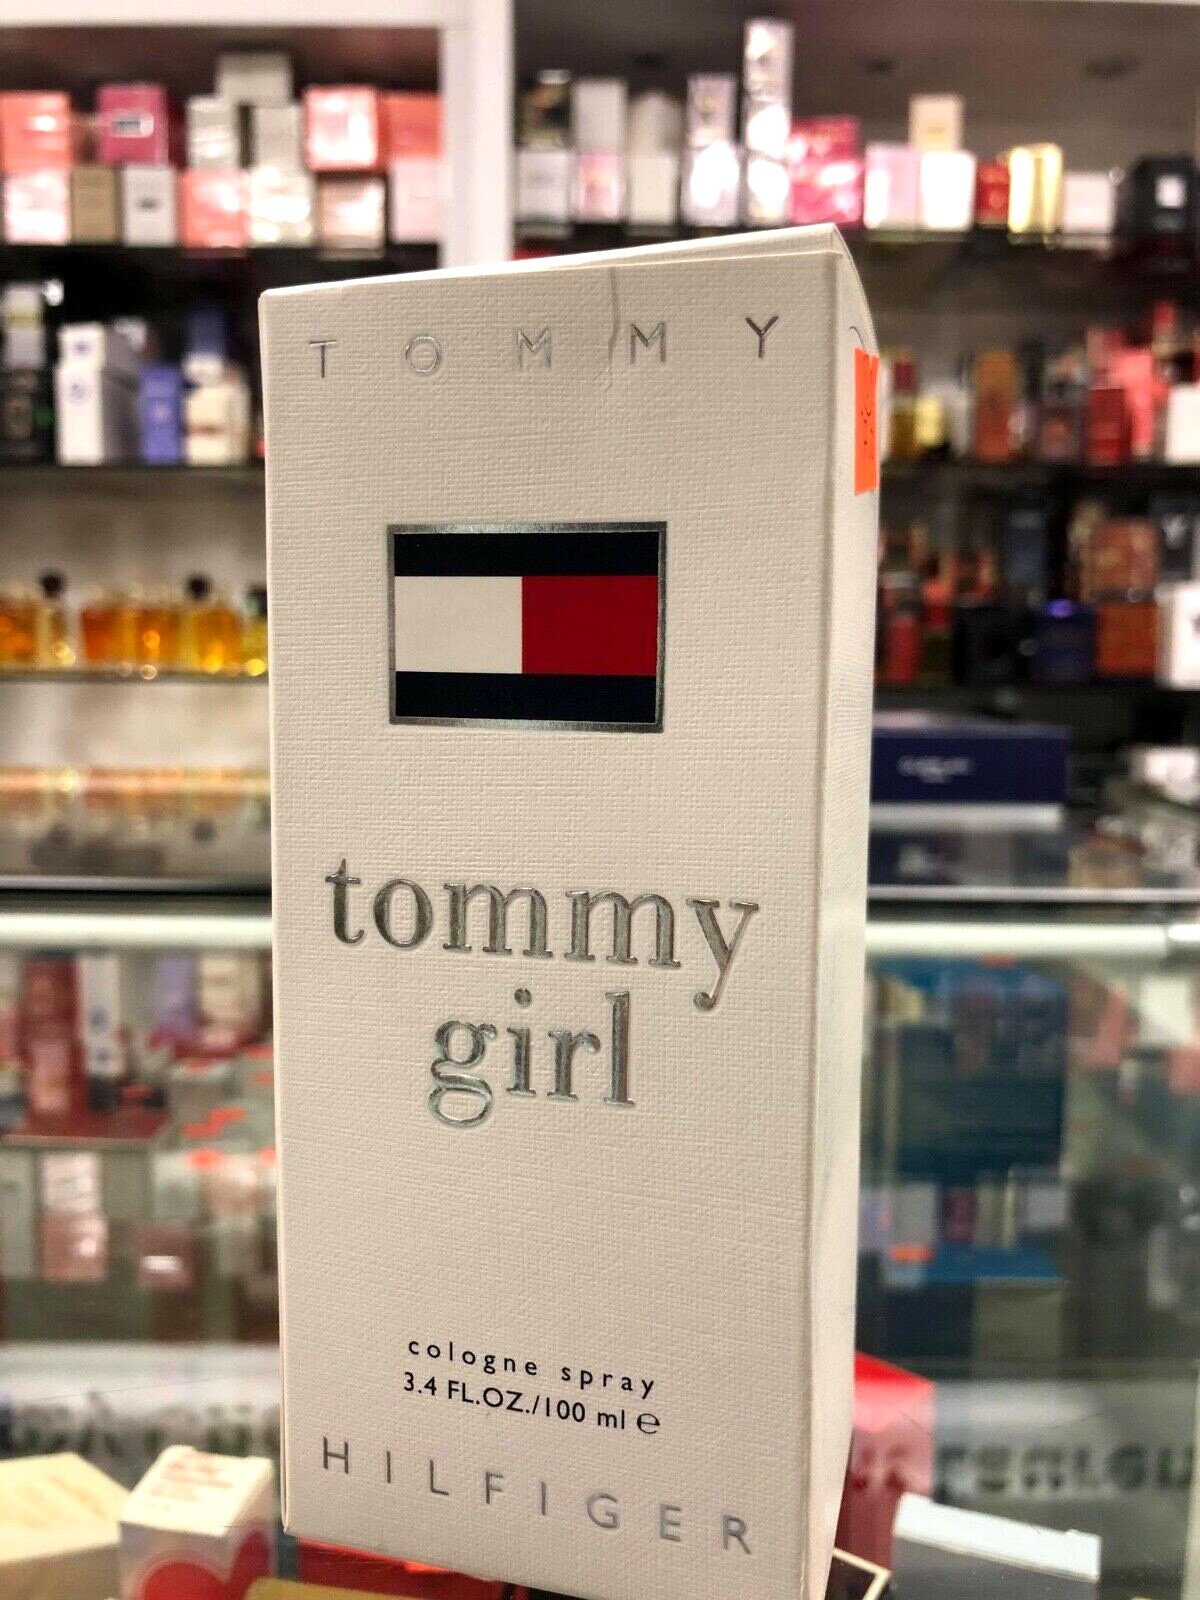 TOMMY
tommy
girl
cologne spray
3.4 FL.OZ./100 ml ℮
HILFIGER